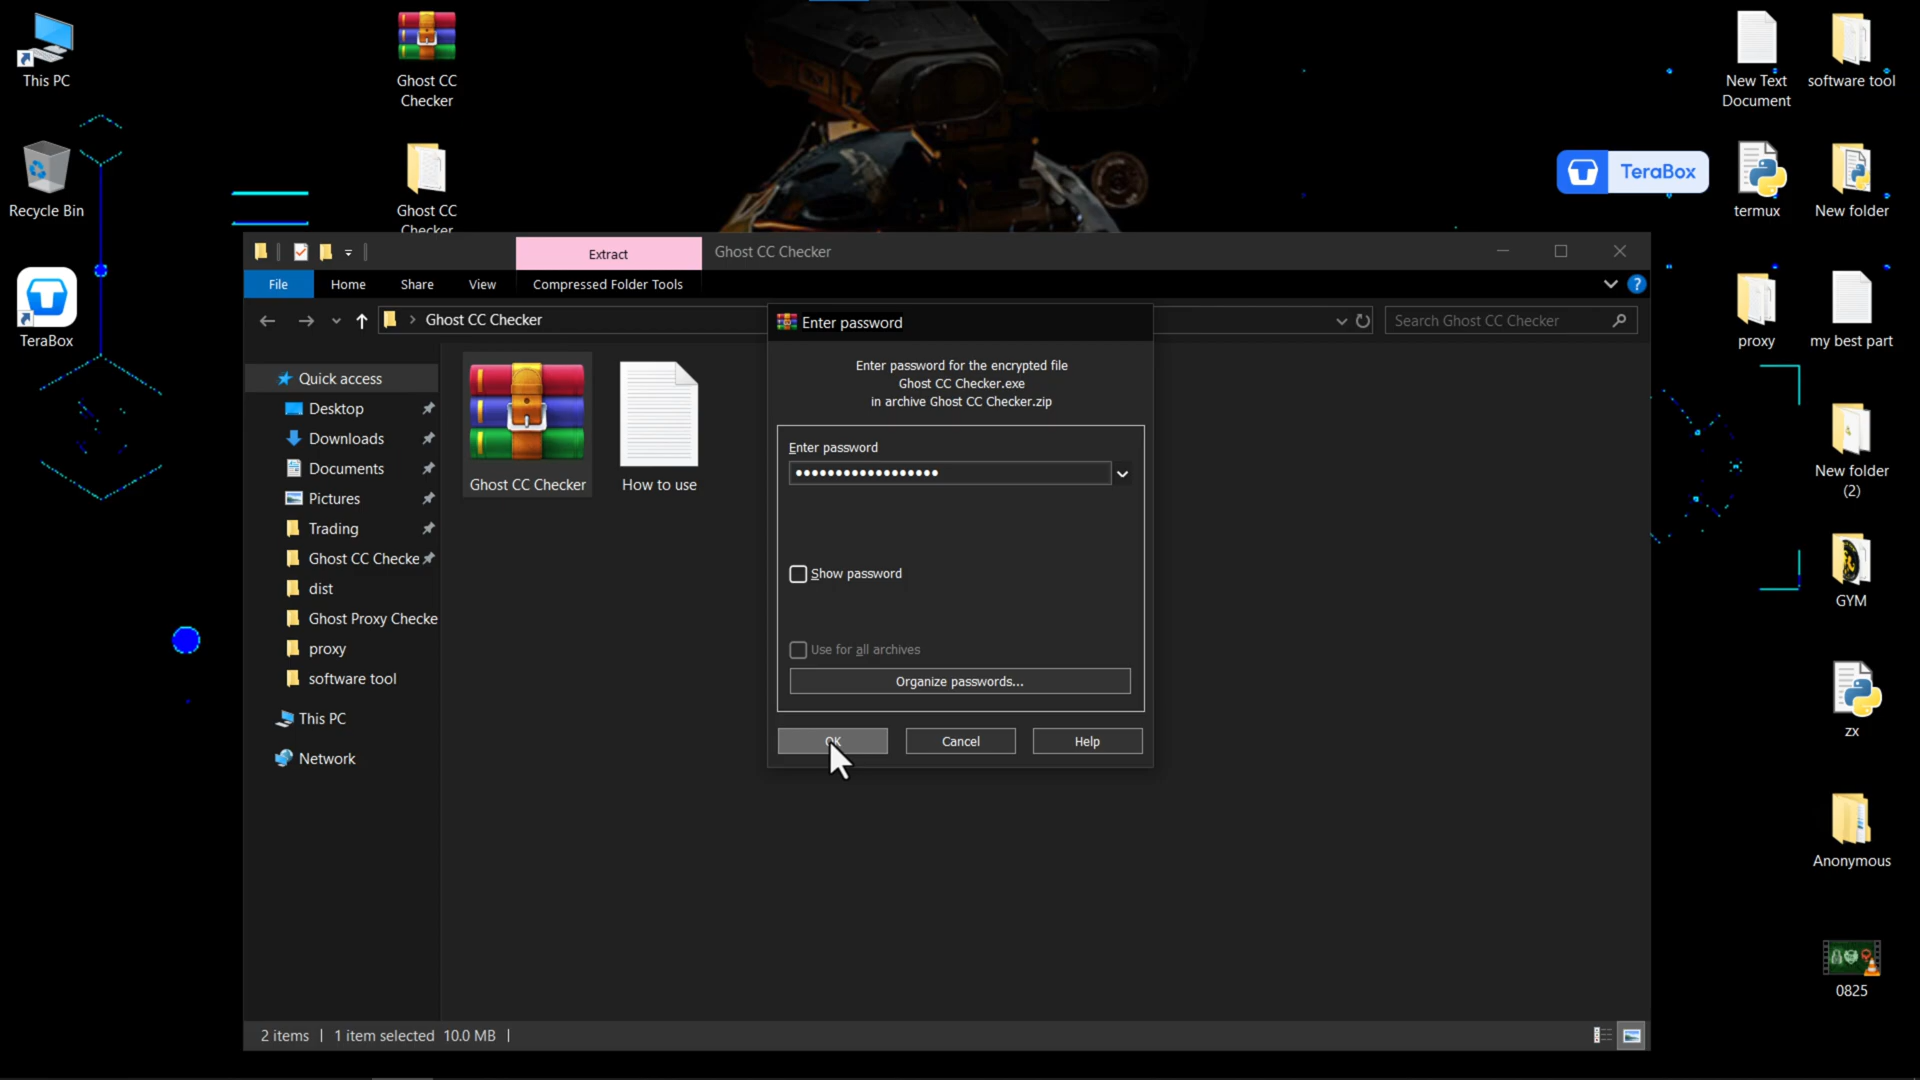 This PC
Ghost CC
Checker
New Text
Document
software tool
Recycle Bin
Ghost CC
Checker
TeraBox
termux
New folder
Extract
Ghost CC Checker
File
Home
Share
View
Compressed Folder Tools
?
TeraBox
Ghost CC Checker
Search Ghost CC Checker
proxy
my best part
Enter password
Enter password for the encrypted file
Ghost CC Checker.exe
in archive Ghost CC Checker.zip
Enter password
Show password
Use for all archives
Organize passwords...
OK
Cancel
Help
Quick access
Desktop
Downloads
Documents
Pictures
Trading
Ghost CC Checke
dist
Ghost Proxy Checke
proxy
software tool
This PC
Network
Ghost CC Checker
How to use
New folder
(2)
GYM
zx
Anonymous
0825
2 items
1 item selected 10.0 MB